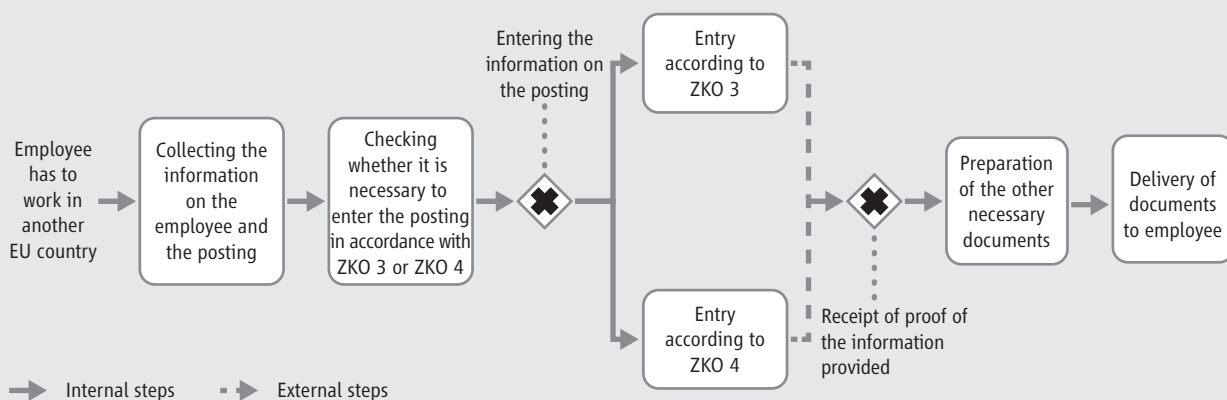 Employee
has to
work in
another
EU country
Collecting the
information
on the
employee and
the posting
Checking
whether it is
necessary to
enter the posting
in accordance with
ZKO 3 or ZKO 4
Entering the
information on
the posting
Entry
according to
ZKO 3
Entry
according to
ZKO 4
Receipt of proof of
the information
provided
Preparation
of the other
necessary
documents
Delivery of
documents
to employee
Internal steps
External steps